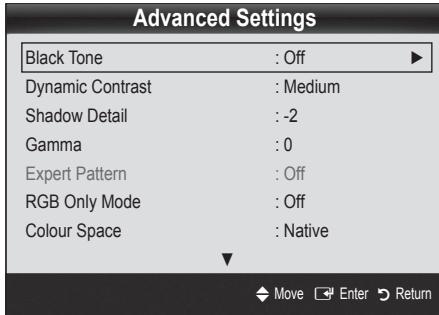 Advanced Settings
Black Tone : Off ►
Dynamic Contrast : Medium
Shadow Detail : -2
Gamma : 0
Expert Pattern : Off
RGB Only Mode : Off
Colour Space : Native
▼
Move Enter Return